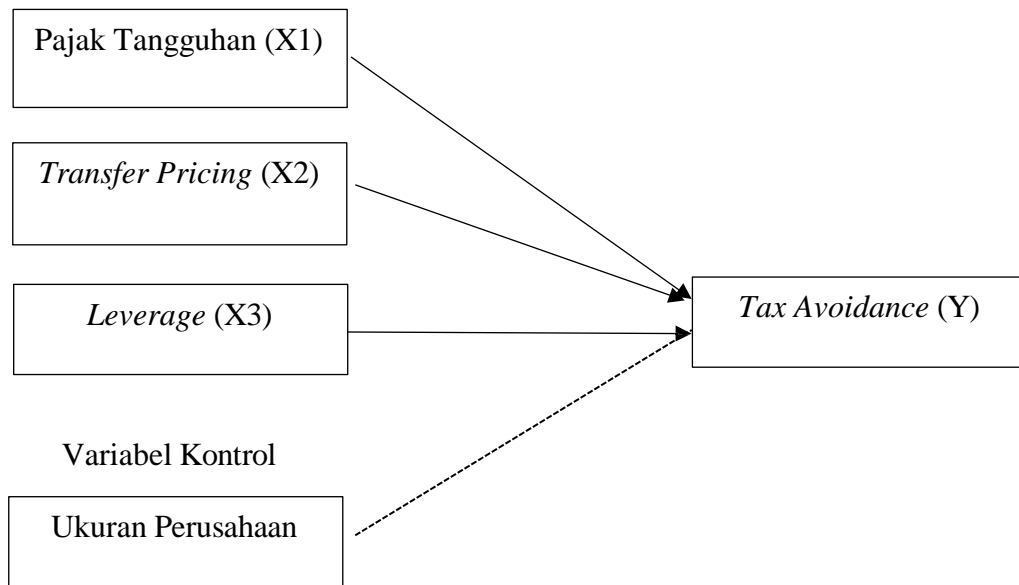 Pajak Tangguhan (X1)
Transfer Pricing (X2)
Leverage (X3)
Tax Avoidance (Y)
Variabel Kontrol
Ukuran Perusahaan